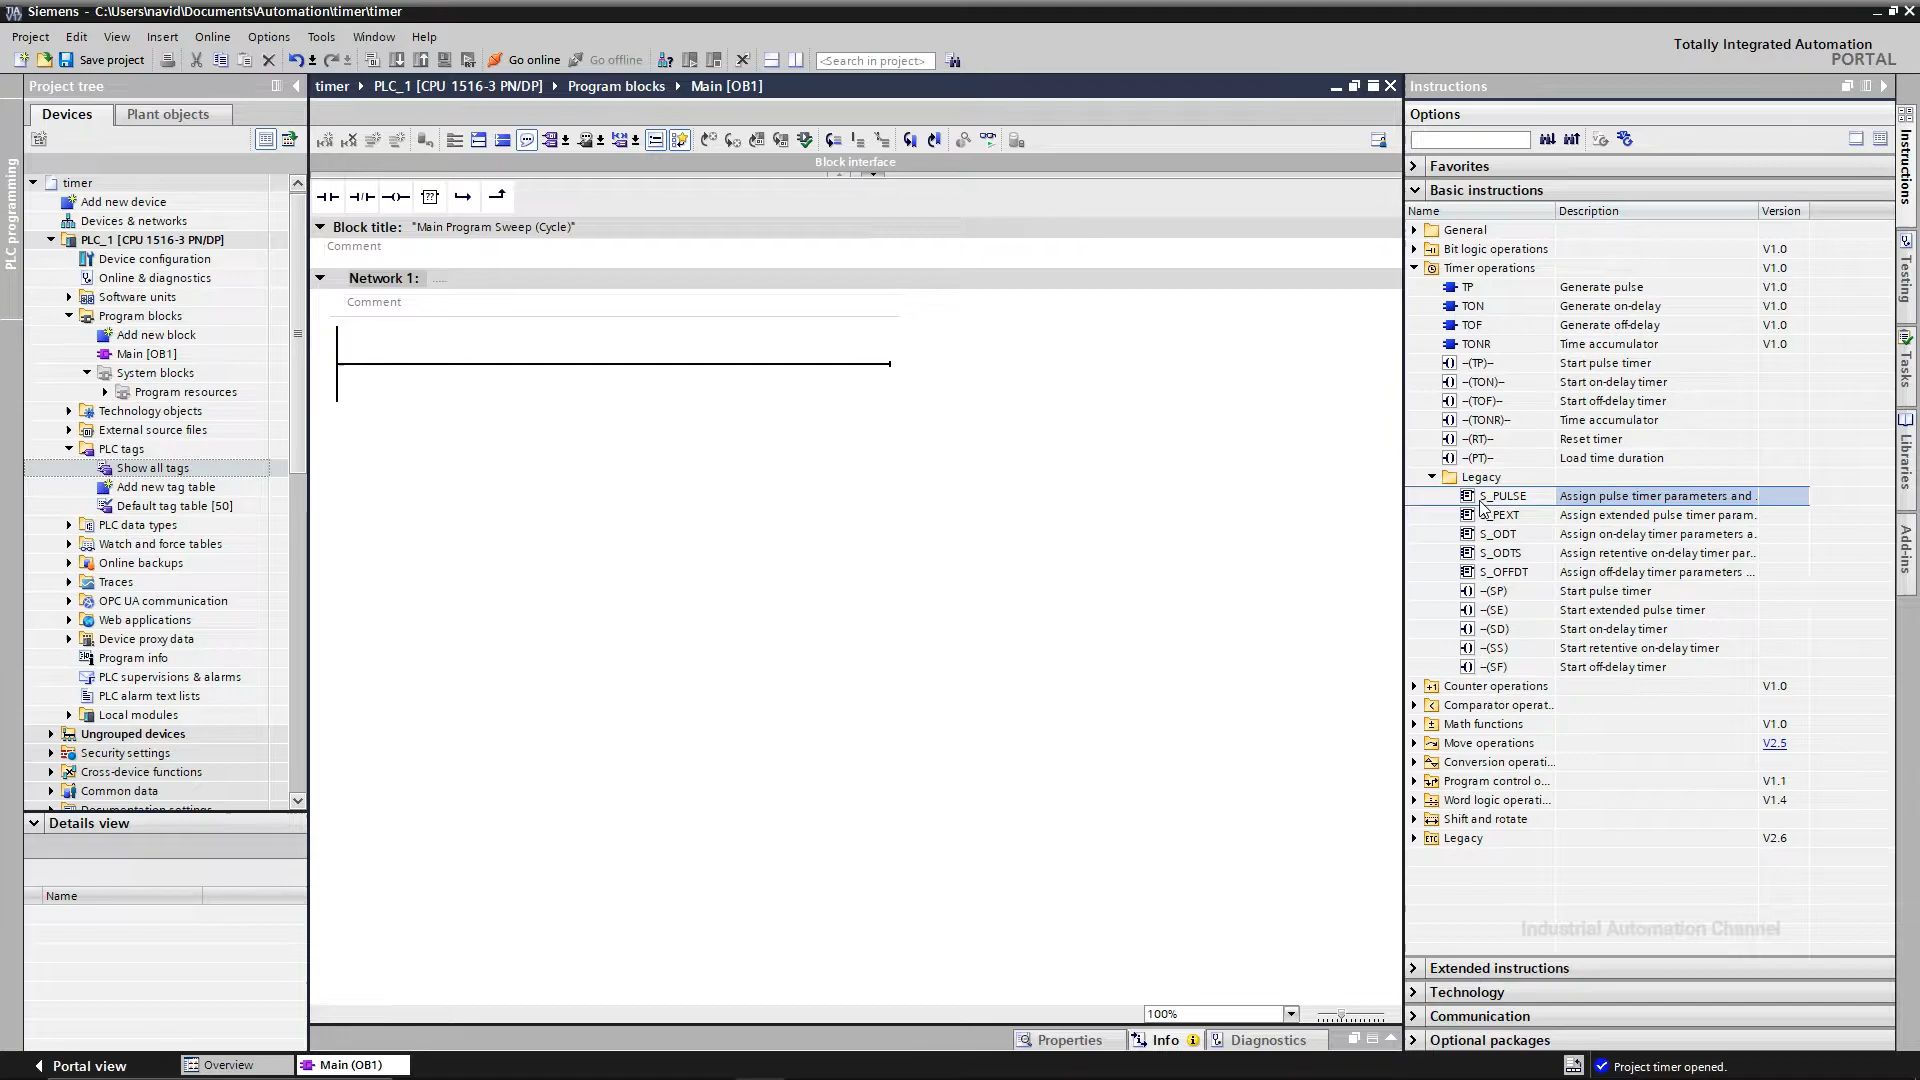 Siemens - C:\Users\navid\Documents\Automation\timer\timer
Project Edit View Insert Online Options Tools Window Help
Totally Integrated Automation
PORTAL
Save project
Go online
Go offline
<Search in project>
Project tree
Devices
Plant objects
PLC programming
timer
Add new device
Devices & networks
PLC_1 [CPU 1516-3 PN/DP]
Device configuration
Online & diagnostics
Software units
Program blocks
Add new block
Main [OB1]
System blocks
Program resources
Technology objects
External source files
PLC tags
Show all tags
Add new tag table
Default tag table [50]
PLC data types
Watch and force tables
Online backups
Traces
OPC UA communication
Web applications
Device proxy data
Program info
PLC supervisions & alarms
PLC alarm text lists
Local modules
Ungrouped devices
Security settings
Cross-device functions
Common data
Documentation settings
Details view
Name
timer PLC_1 [CPU 1516-3 PN/DP] Program blocks Main [OB1]
Block interface
??
Block title: "Main Program Sweep (Cycle)"
Comment
Network 1: .....
Comment
100%
Properties
Info
Diagnostics
Instructions
Options
Favorites
Basic instructions
Name Description Version
General
Bit logic operations V1.0
Timer operations V1.0
TP Generate pulse V1.0
TON Generate on-delay V1.0
TOF Generate off-delay V1.0
TONR Time accumulator V1.0
–(TP)– Start pulse timer
–(TON)– Start on-delay timer
–(TOF)– Start off-delay timer
–(TONR)– Time accumulator
–(RT)– Reset timer
–(PT)– Load time duration
Legacy
S_PULSE Assign pulse timer parameters and .
S_PEXT Assign extended pulse timer param.
S_ODT Assign on-delay timer parameters a.
S_ODTS Assign retentive on-delay timer par..
S_OFFDT Assign off-delay timer parameters ...
–(SP) Start pulse timer
–(SE) Start extended pulse timer
–(SD) Start on-delay timer
–(SS) Start retentive on-delay timer
–(SF) Start off-delay timer
Counter operations V1.0
Comparator operat..
Math functions V1.0
Move operations V2.5
Conversion operati...
Program control o... V1.1
Word logic operati... V1.4
Shift and rotate
Legacy V2.6
Industrial Automation Channel
Extended instructions
Technology
Communication
Optional packages
Instructions
Testing
Tasks
Libraries
Add-ins
Portal view
Overview
Main (OB1)
Project timer opened.